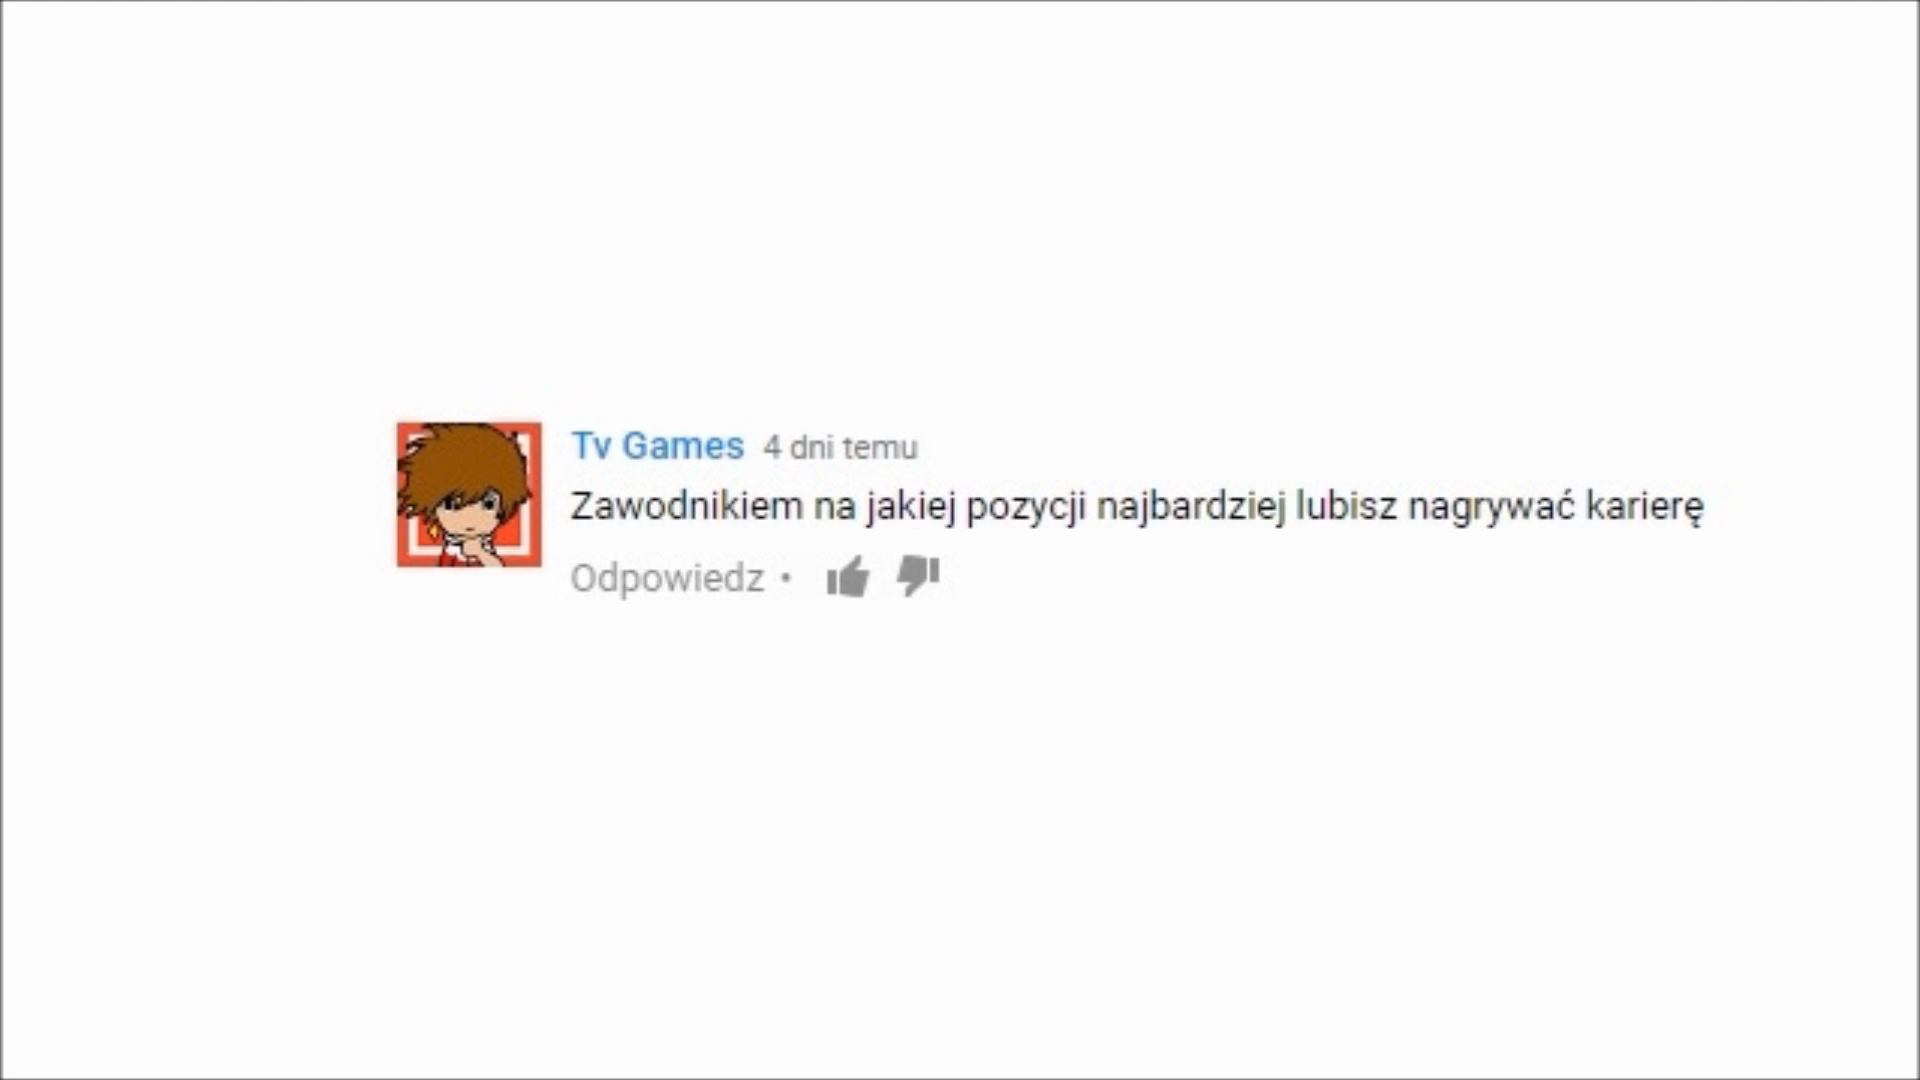 Tv Games 4 dni temu
Zawodnikiem na jakiej pozycji najbardziej lubisz nagrywać karierę
Odpowiedz •